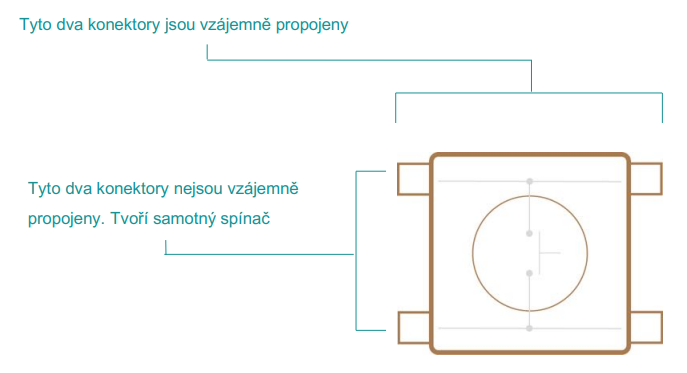 Tyto dva konektory jsou vzájemně propojeny
Tyto dva konektory nejsou vzájemně
propojeny. Tvoří samotný spínač